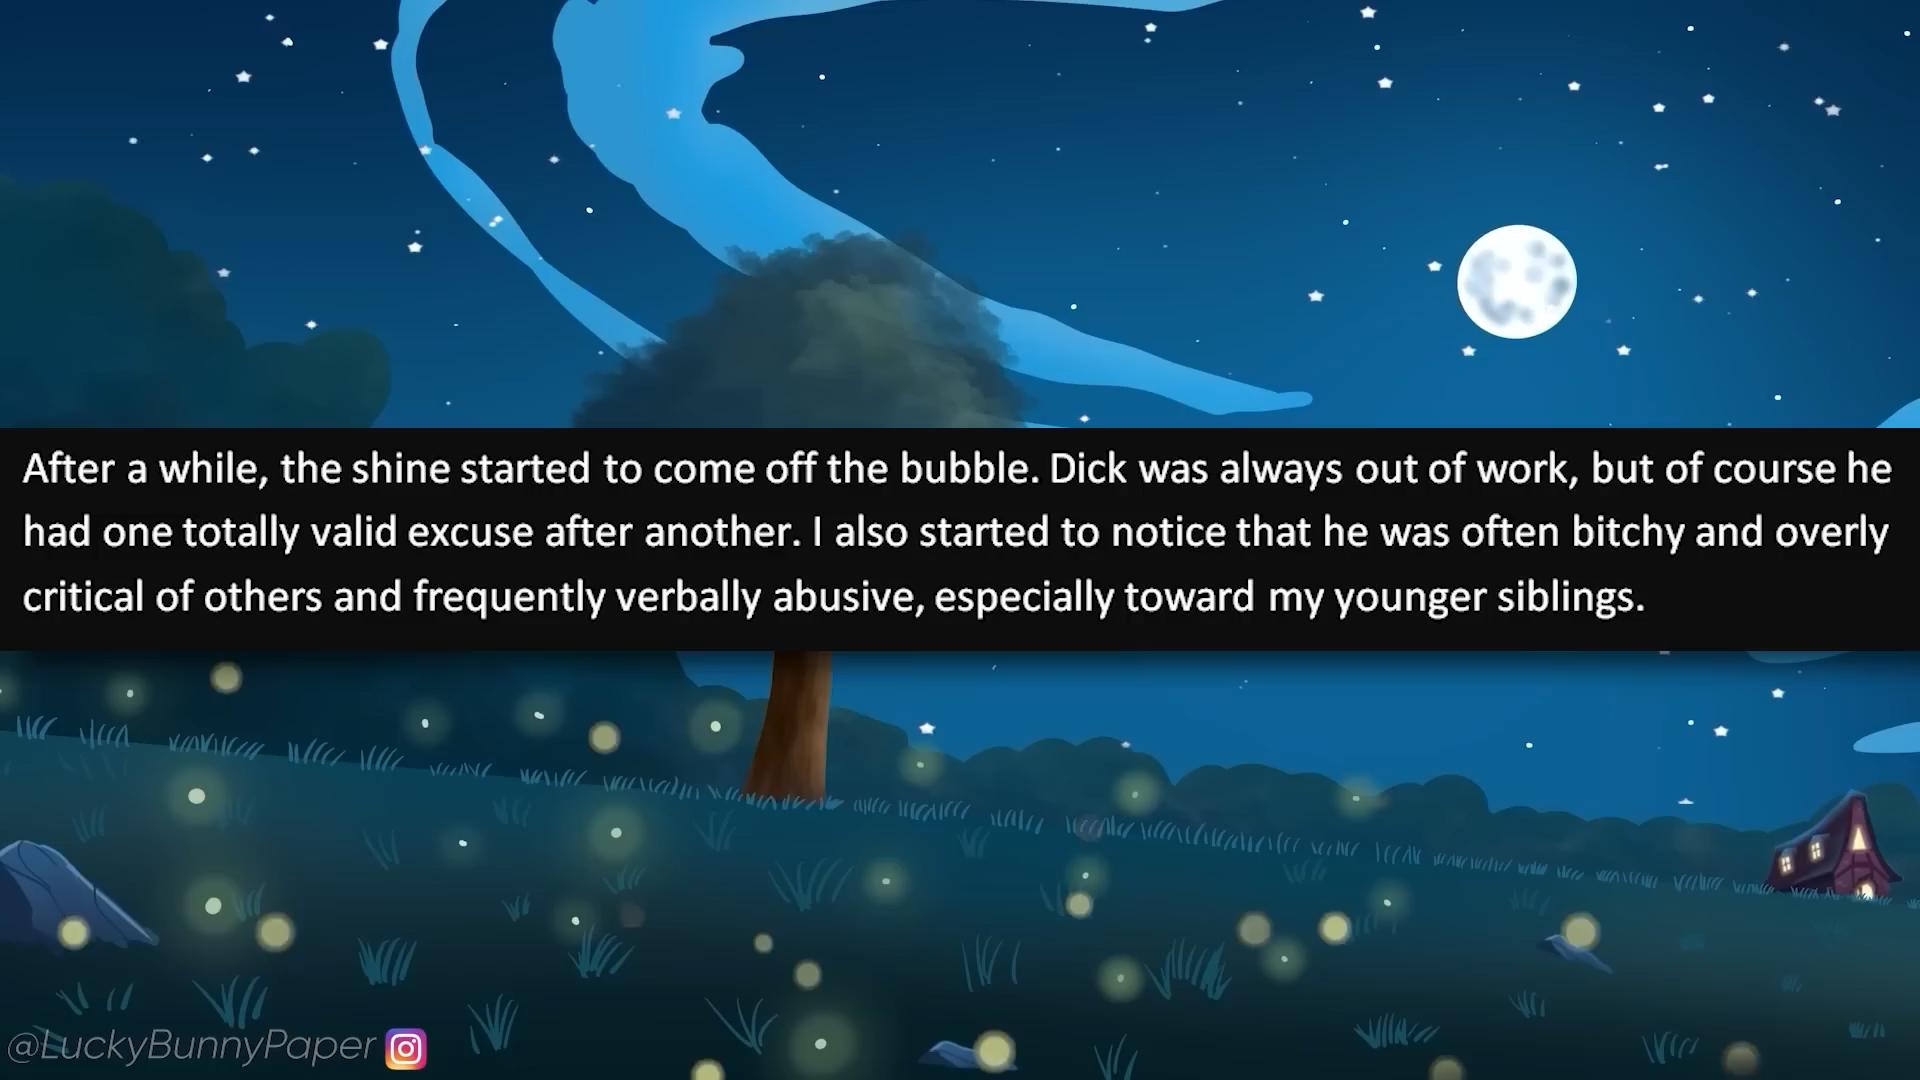 After a while, the shine started to come off the bubble. Dick was always out of work, but of course he
had one totally valid excuse after another. I also started to notice that he was often bitchy and overly
critical of others and frequently verbally abusive, especially toward my younger siblings.
@LuckyBunnyPaper